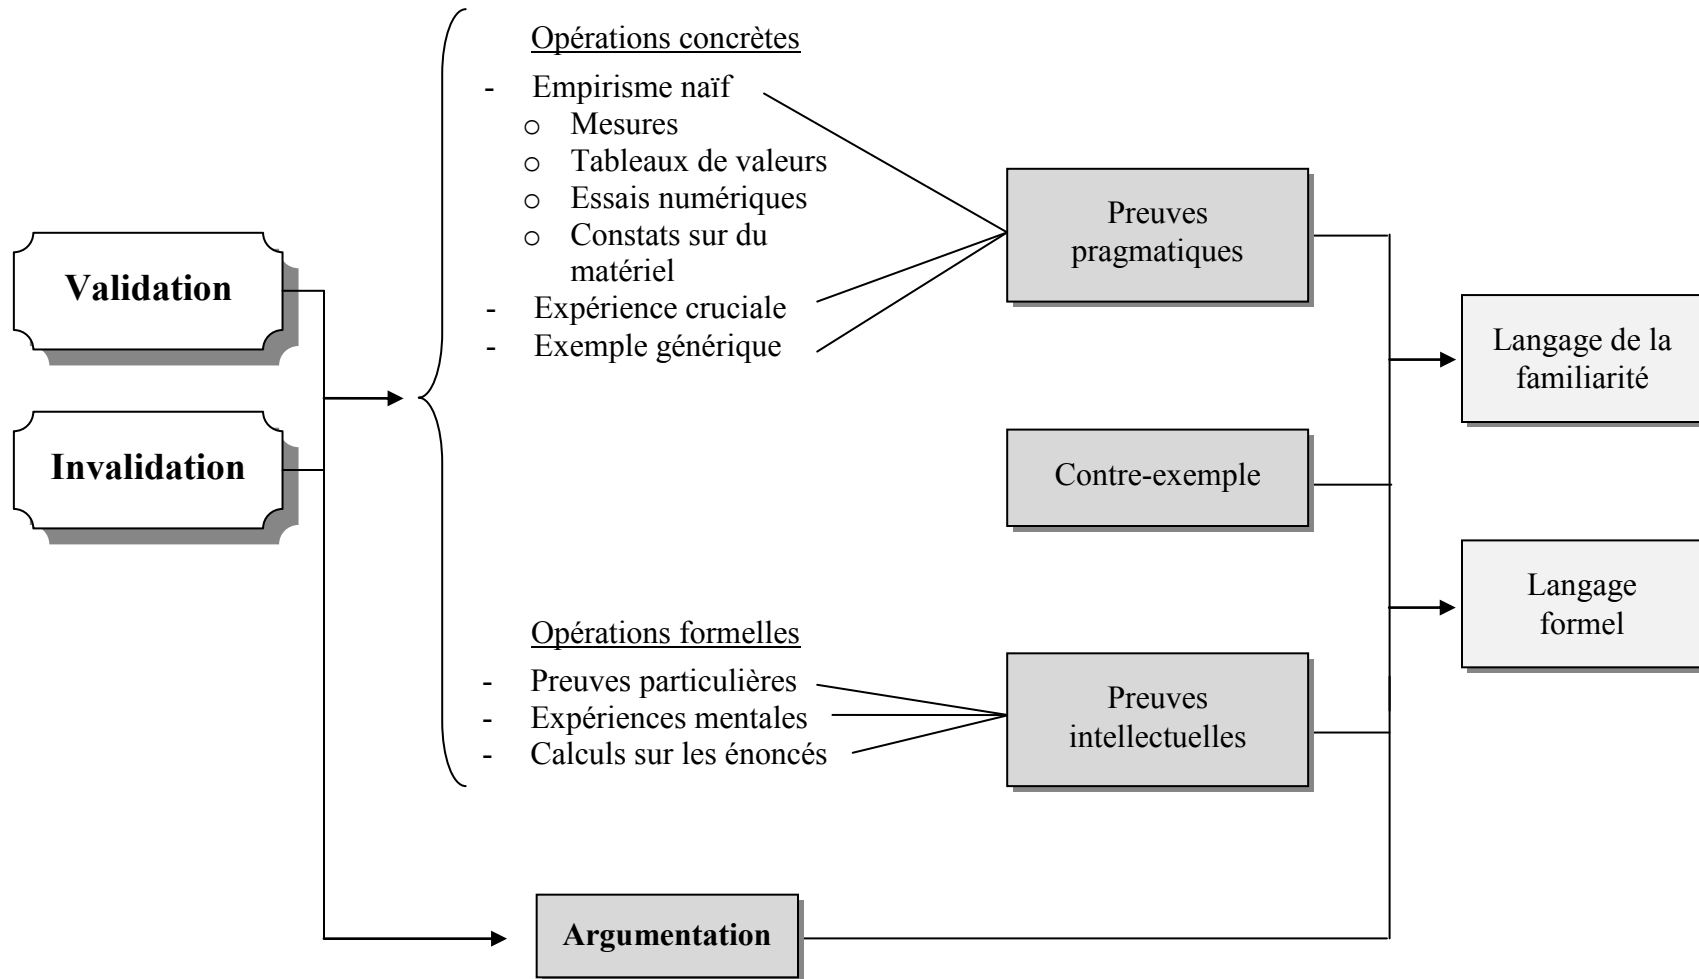 Validation
Invalidation
Opérations concrètes
- Empirisme naïf
o Mesures
o Tableaux de valeurs
o Essais numériques
o Constats sur du
matériel
- Expérience cruciale
- Exemple générique
Opérations formelles
- Preuves particulières
- Expériences mentales
- Calculs sur les énoncés
Argumentation
Preuves
pragmatiques
Contre-exemple
Preuves
intellectuelles
Langage de la
familiarité
Langage
formel